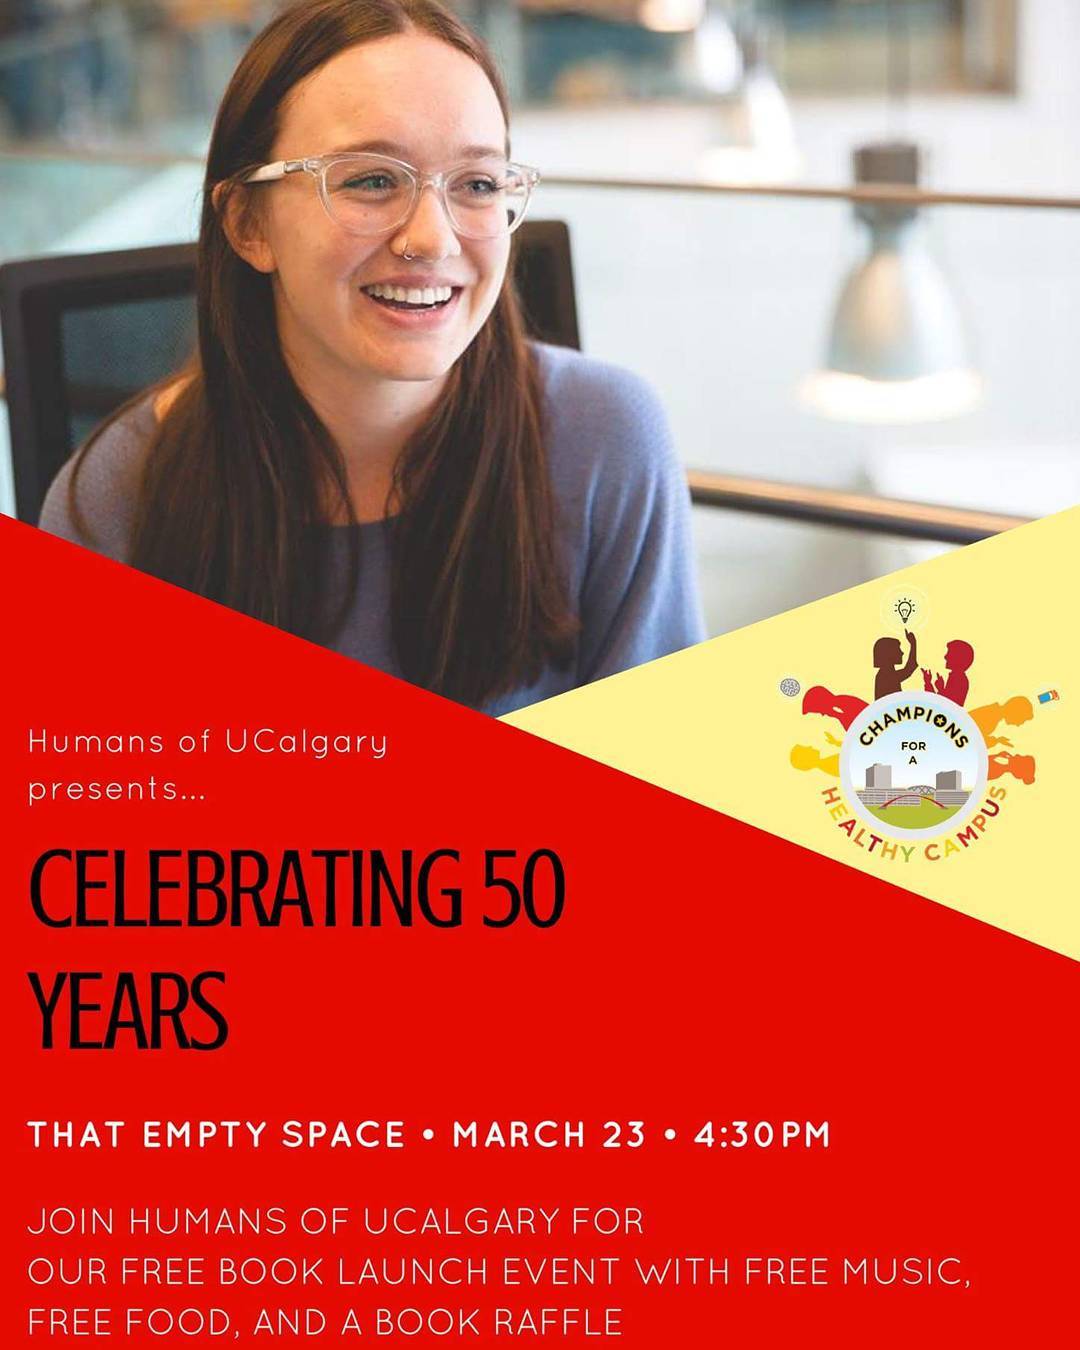 Humans of UCalgary
presents...
CELEBRATING 50
YEARS
THAT EMPTY SPACE • MARCH 23 • 4:30PM
JOIN HUMANS OF UCALGARY FOR
OUR FREE BOOK LAUNCH EVENT WITH FREE MUSIC,
FREE FOOD, AND A BOOK RAFFLE
CHAMPIONS
FOR
A
HEALTHY CAMPUS